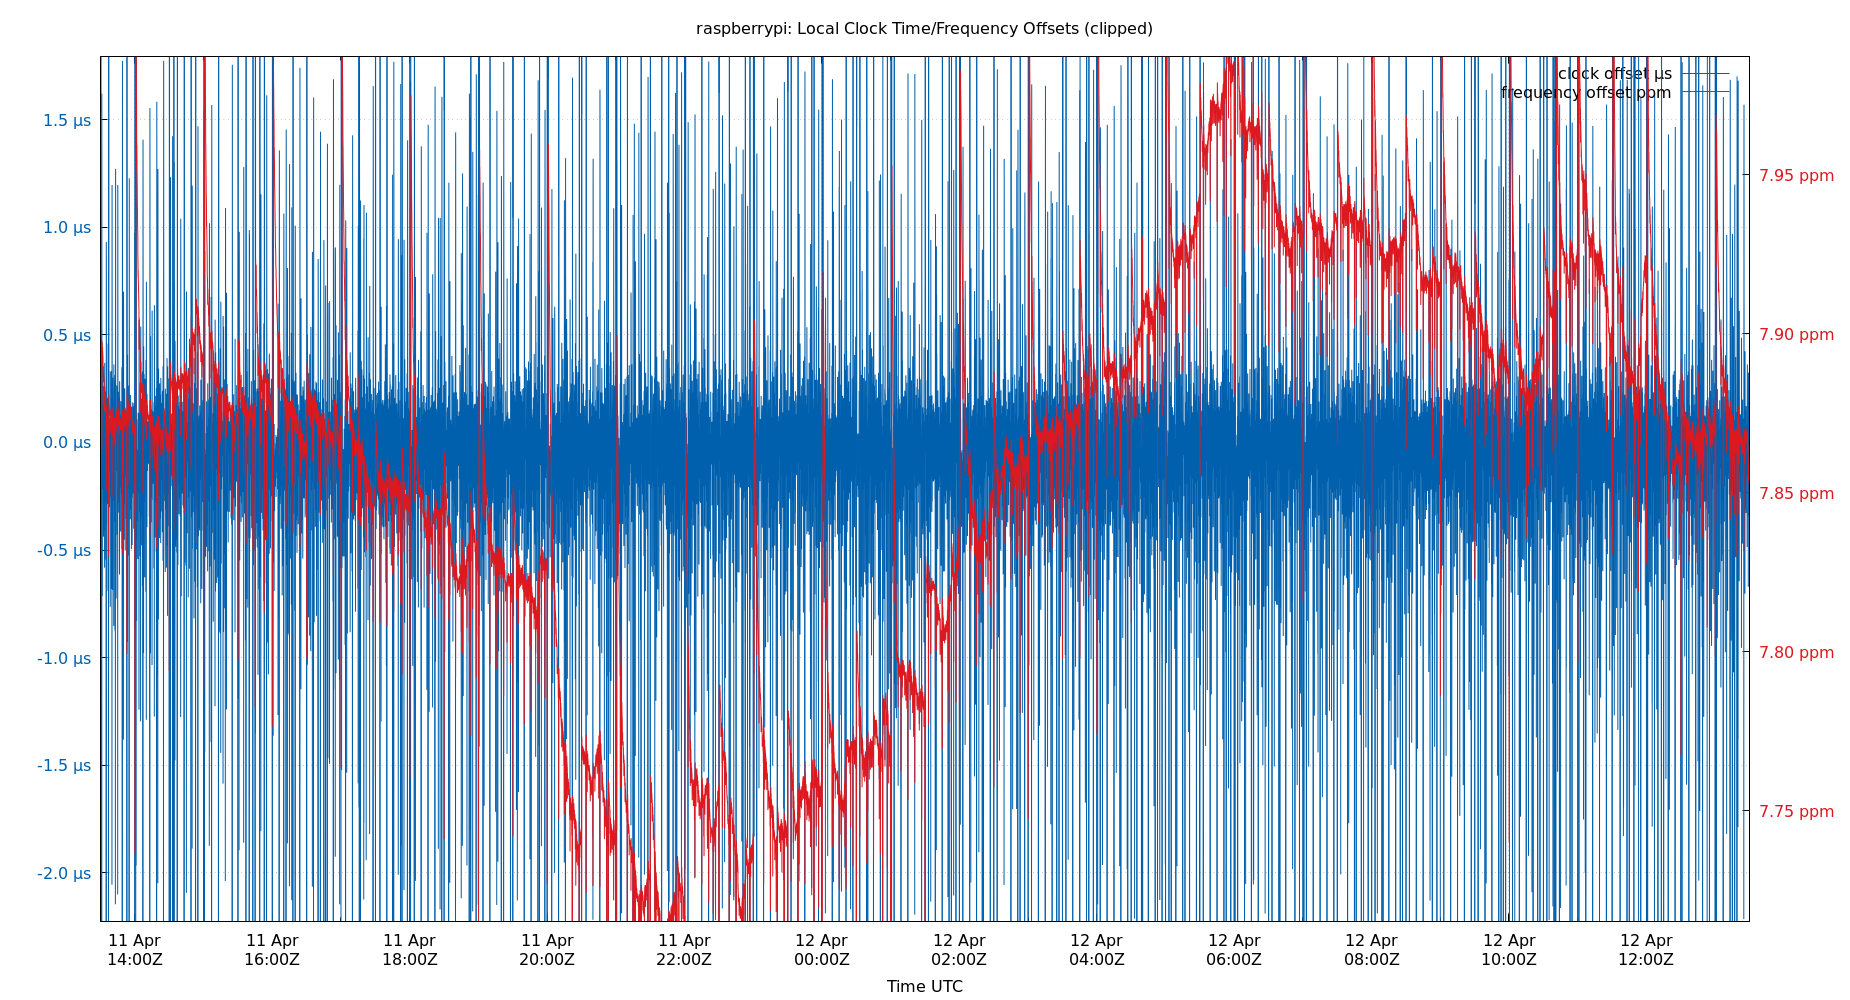 raspberrypi: Local Clock Time/Frequency Offsets (clipped)
clock offset µs
frequency offset ppm
1.5 µs
1.0 µs
0.5 µs
0.0 µs
-0.5 µs
-1.0 µs
-1.5 µs
-2.0 µs
7.95 ppm
7.90 ppm
7.85 ppm
7.80 ppm
7.75 ppm
11 Apr 11 Apr 11 Apr 11 Apr 11 Apr 12 Apr 12 Apr 12 Apr 12 Apr 12 Apr 12 Apr 12 Apr
14:00Z 16:00Z 18:00Z 20:00Z 22:00Z 00:00Z 02:00Z 04:00Z 06:00Z 08:00Z 10:00Z 12:00Z
Time UTC